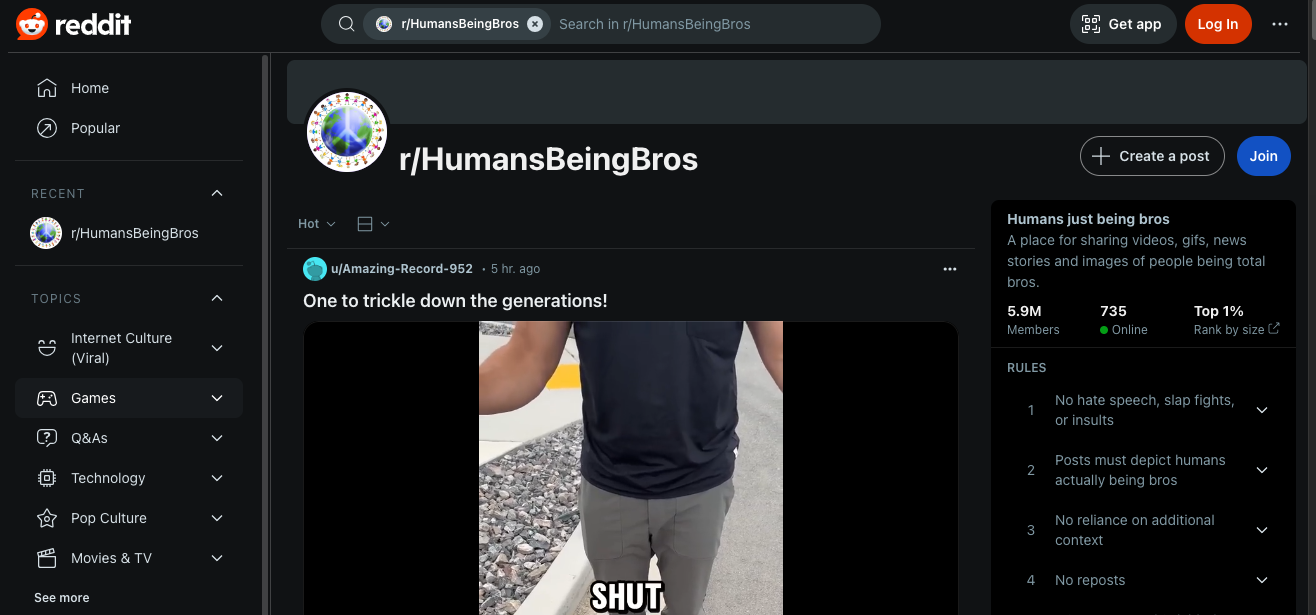 reddit
r/HumansBeingBros
Search in r/HumansBeingBros
Get app
Log In
Home
Popular
RECENT
r/HumansBeingBros
TOPICS
Internet Culture
(Viral)
Games
Q&As
Technology
Pop Culture
Movies & TV
See more
r/HumansBeingBros
Create a post
Join
Hot
u/Amazing-Record-952 • 5 hr. ago
One to trickle down the generations!
SHUT
Humans just being bros
A place for sharing videos, gifs, news
stories and images of people being total
bros.
5.9M 735 Top 1%
Members Online Rank by size
RULES
1 No hate speech, slap fights,
or insults
2 Posts must depict humans
actually being bros
3 No reliance on additional
context
4 No reposts